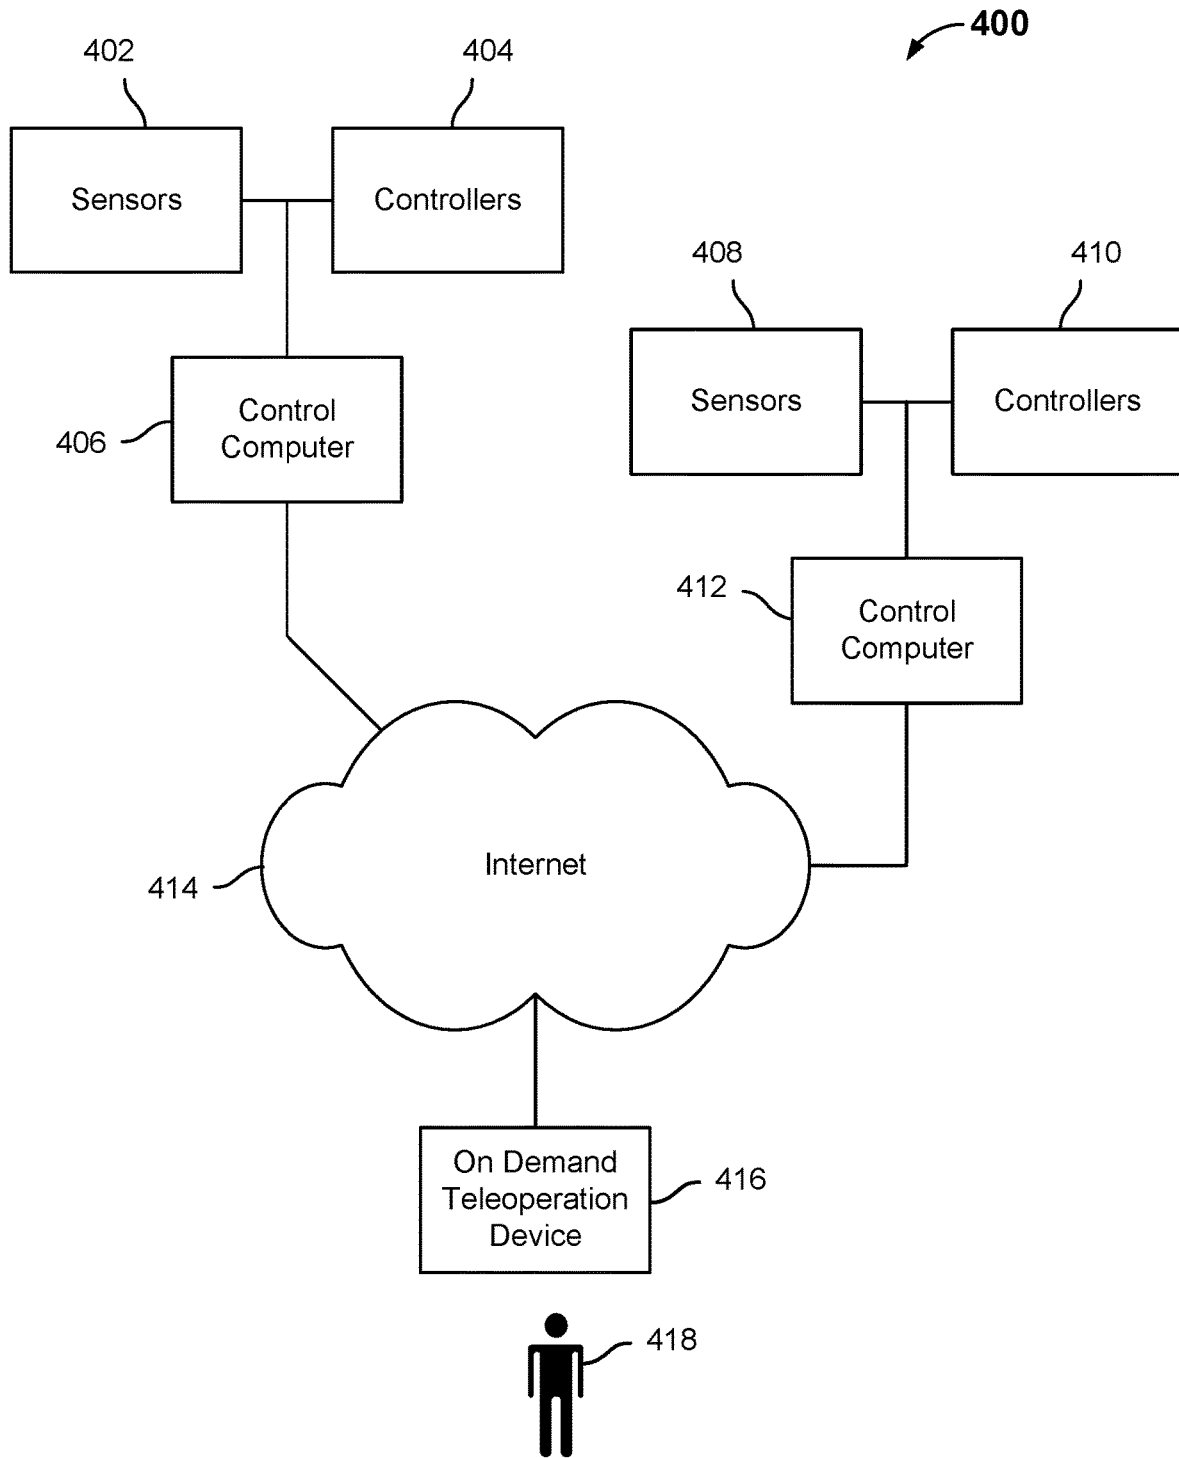 400
402
404
Sensors
Controllers
408
410
Control
Computer
406
Sensors
Controllers
412
Control
Computer
Internet
414
On Demand
Teleoperation
Device
416
418